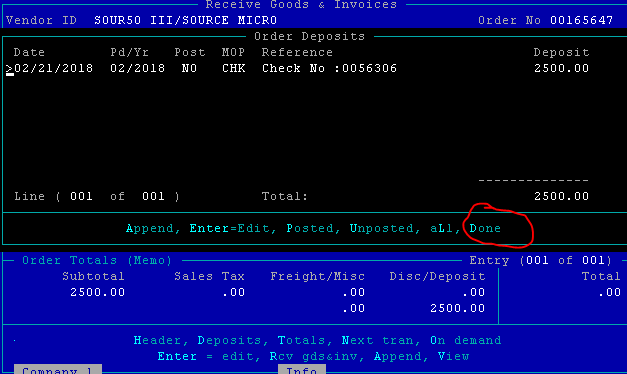 Receive Goods & Invoices
Vendor ID SOUR50 III/SOURCE MICRO Order No 00165647
Order Deposits
Date Pd/Yr Post MOP Reference Deposit
>02/21/2018 02/2018 NO CHK Check No :0056306 2500.00
--------------
Line ( 001 of 001 ) Total: 2500.00
Append, Enter=Edit, Posted, Unposted, aLl, Done
Order Totals (Memo) Entry (001 of 001)
Subtotal Sales Tax Freight/Misc Disc/Deposit Total
2500.00 .00 .00 .00 .00
.00 2500.00
Header, Deposits, Totals, Next tran, On demand
Enter = edit, Rcv gds&inv, Append, View
Company 1 Info